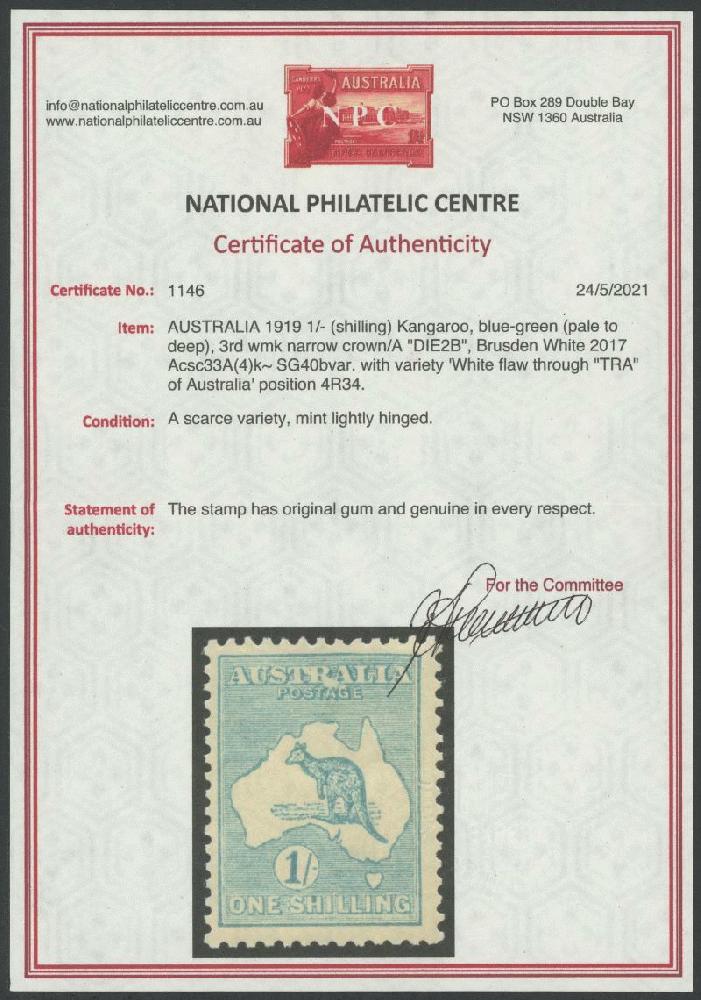 info@nationalphilateliccentre.com.au
www.nationalphilateliccentre.com.au
AUSTRALIA
NPC
PO Box 289 Double Bay
NSW 1360 Australia
NATIONAL PHILATELIC CENTRE
Certificate of Authenticity
Certificate No.: 1146 24/5/2021
Item: AUSTRALIA 1919 1/- (shilling) Kangaroo, blue-green (pale to
deep), 3rd wmk narrow crown/A "DIE2B", Brusden White 2017
Acsc33A(4)k~ SG40bvar. with variety 'White flaw through "TRA"
of Australia' position 4R34.
Condition: A scarce variety, mint lightly hinged.
Statement of The stamp has original gum and genuine in every respect.
authenticity:
For the Committee
AUSTRALIA
POSTAGE
1/-
ONE SHILLING